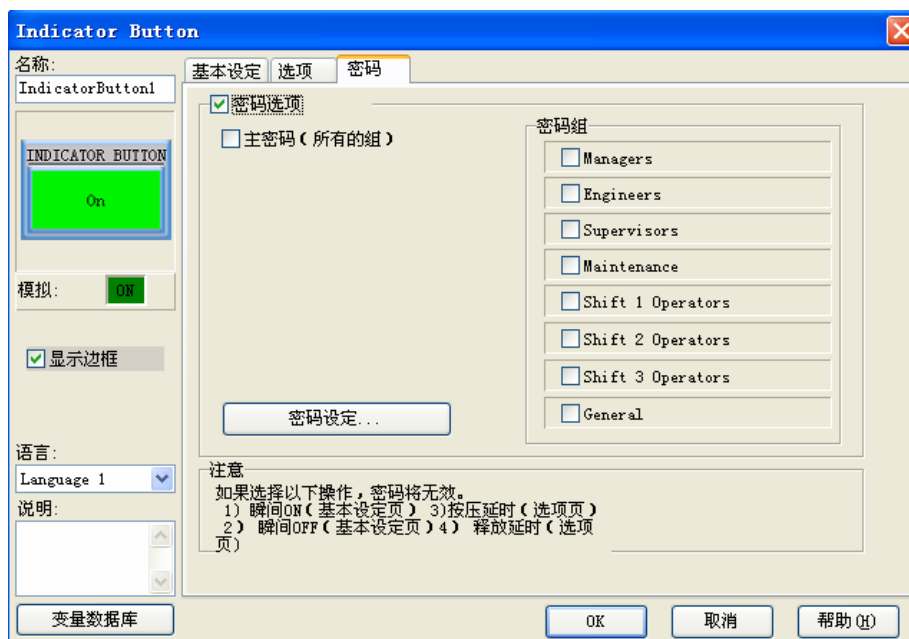 Indicator Button
名称:
IndicatorButton1
INDICATOR BUTTON
On
模拟:
ON
显示边框
语言:
Language 1
说明:
变量数据库
基本设定
选项
密码
密码选项
主密码(所有的组)
密码设定...
密码组
Managers
Engineers
Supervisors
Maintenance
Shift 1 Operators
Shift 2 Operators
Shift 3 Operators
General
注意
如果选择以下操作,密码将无效。
1) 瞬间ON(基本设定页) 3)按压延时(选项页)
2) 瞬间OFF(基本设定页)4) 释放延时(选项
页)
OK
取消
帮助(H)